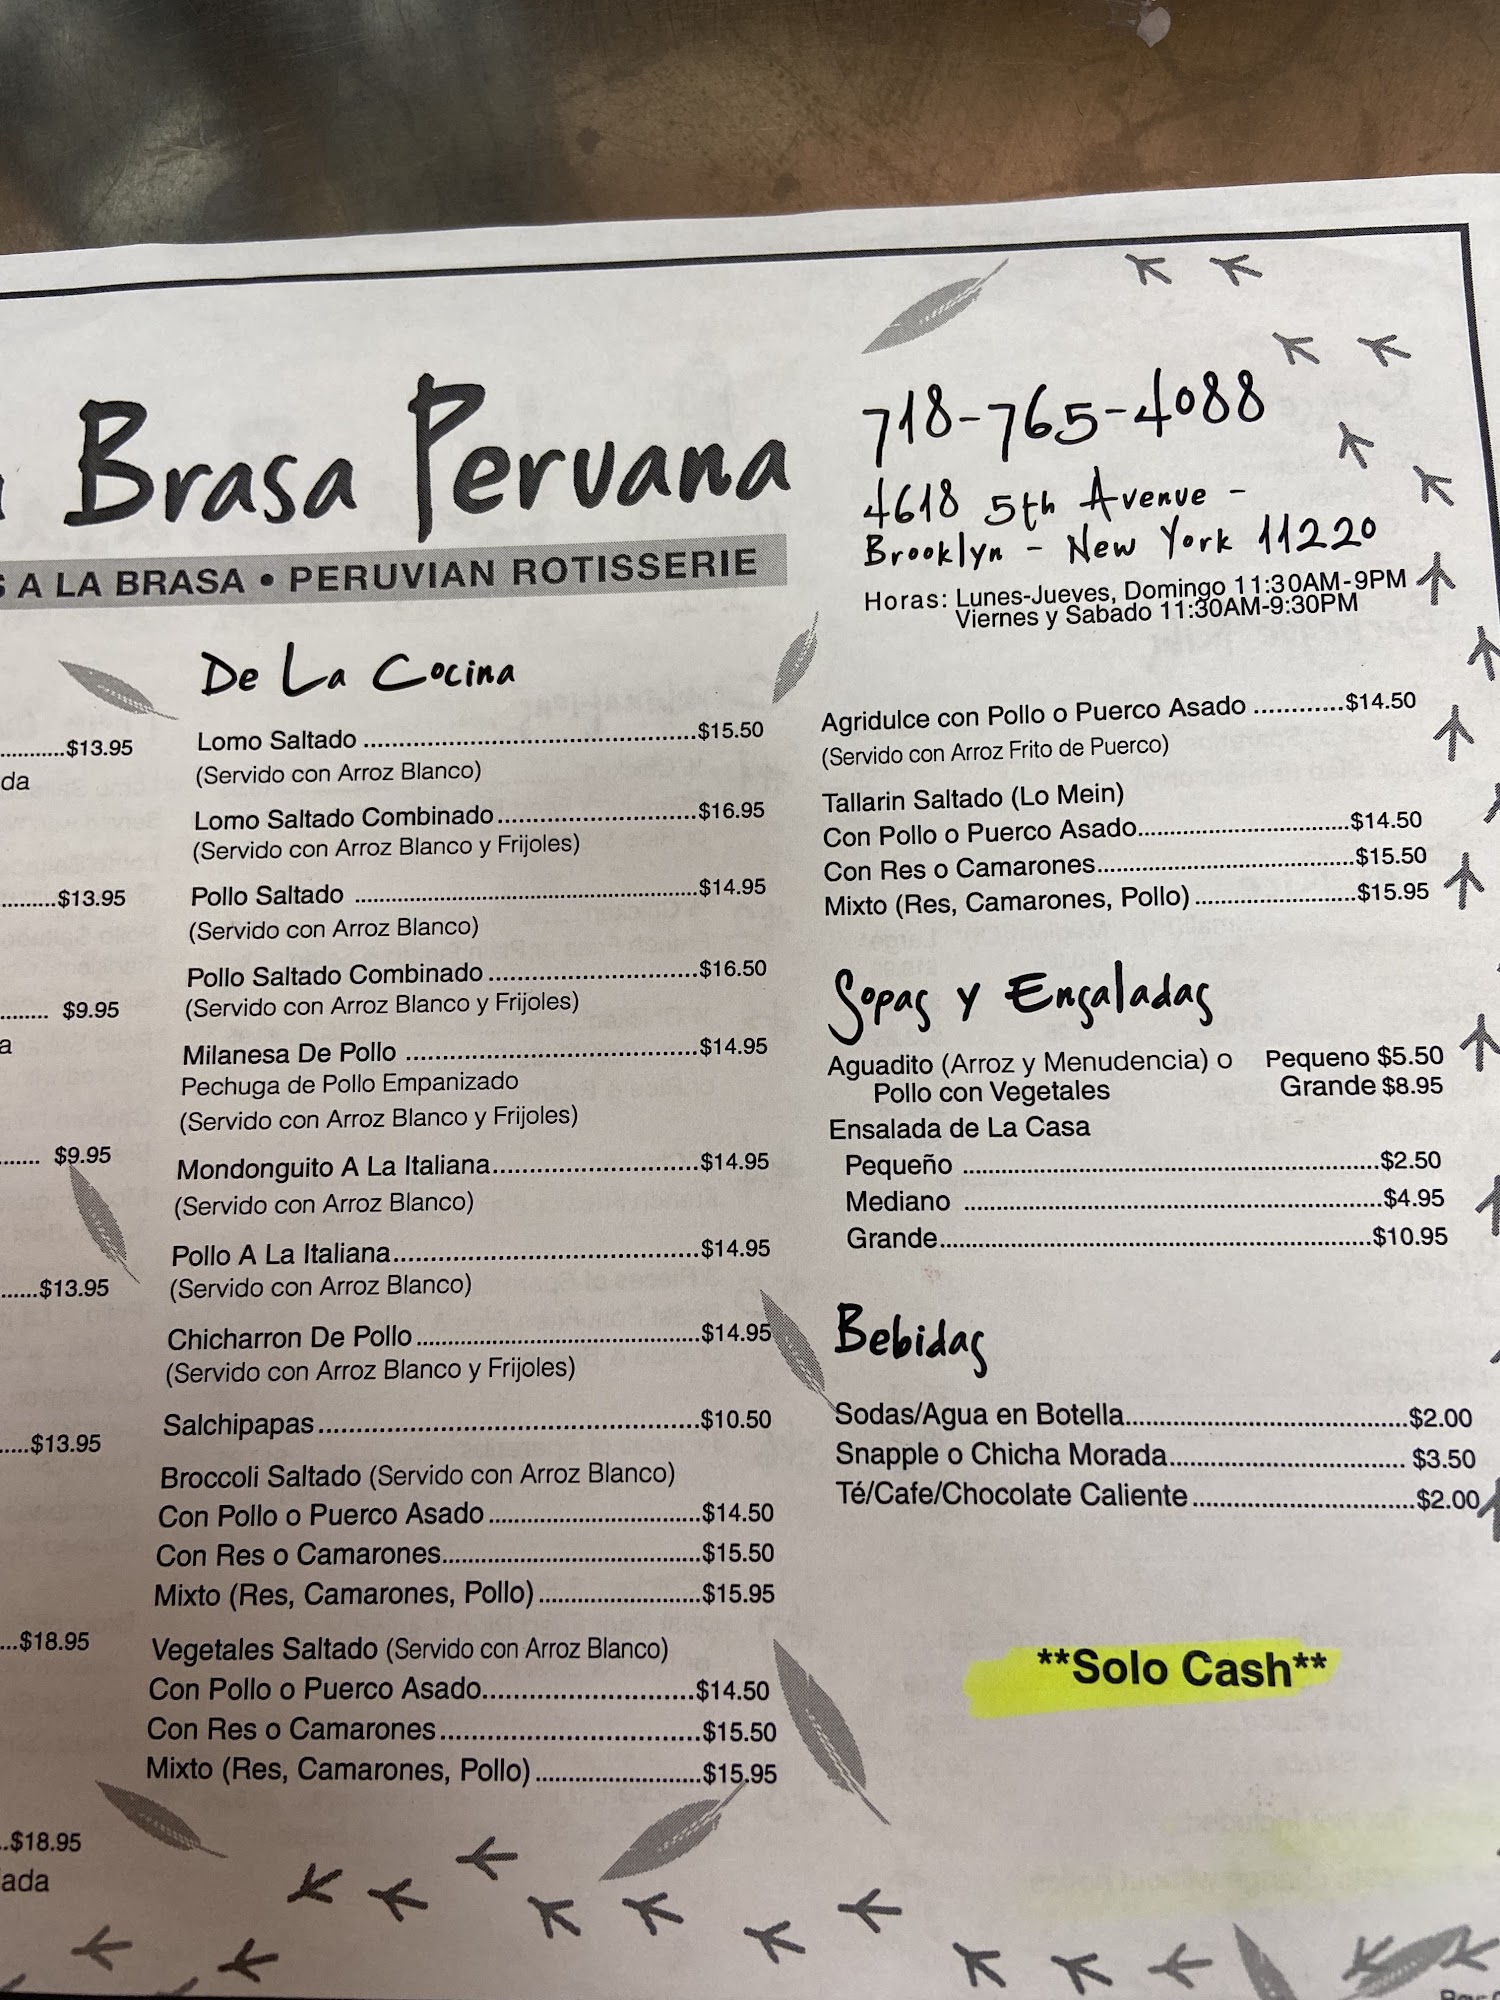 Brasa Peruana
A LA BRASA • PERUVIAN ROTISSERIE
718-765-4088
4618 5th Avenue -
Brooklyn - New York 11220
Horas: Lunes-Jueves, Domingo 11:30AM-9PM
Viernes y Sabado 11:30AM-9:30PM
............$13.95
da
.........$13.95
......... $9.95
a
....... $9.95
......$13.95
.....$13.95
...$18.95
..$18.95
ada
De La Cocina
Lomo Saltado ................................................$15.50
(Servido con Arroz Blanco)
Lomo Saltado Combinado............................$16.95
(Servido con Arroz Blanco y Frijoles)
Pollo Saltado .................................................$14.95
(Servido con Arroz Blanco)
Pollo Saltado Combinado.............................$16.50
(Servido con Arroz Blanco y Frijoles)
Milanesa De Pollo .........................................$14.95
Pechuga de Pollo Empanizado
(Servido con Arroz Blanco y Frijoles)
Mondonguito A La Italiana.............................$14.95
(Servido con Arroz Blanco)
Pollo A La Italiana...........................................$14.95
(Servido con Arroz Blanco)
Chicharron De Pollo........................................$14.95
(Servido con Arroz Blanco y Frijoles)
Salchipapas.....................................................$10.50
Broccoli Saltado (Servido con Arroz Blanco)
Con Pollo o Puerco Asado..............................$14.50
Con Res o Camarones....................................$15.50
Mixto (Res, Camarones, Pollo).......................$15.95
Vegetales Saltado (Servido con Arroz Blanco)
Con Pollo o Puerco Asado..............................$14.50
Con Res o Camarones....................................$15.50
Mixto (Res, Camarones, Pollo).......................$15.95
Agridulce con Pollo o Puerco Asado ............$14.50
(Servido con Arroz Frito de Puerco)
Tallarin Saltado (Lo Mein)
Con Pollo o Puerco Asado.............................$14.50
Con Res o Camarones...................................$15.50
Mixto (Res, Camarones, Pollo)......................$15.95
Sopas y Ensaladas
Aguadito (Arroz y Menudencia) o Pequeno $5.50
Pollo con Vegetales Grande $8.95
Ensalada de La Casa
Pequeño .........................................................$2.50
Mediano .........................................................$4.95
Grande...........................................................$10.95
Bebidas
Sodas/Agua en Botella.....................................$2.00
Snapple o Chicha Morada................................ $3.50
Té/Cafe/Chocolate Caliente..............................$2.00
**Solo Cash**